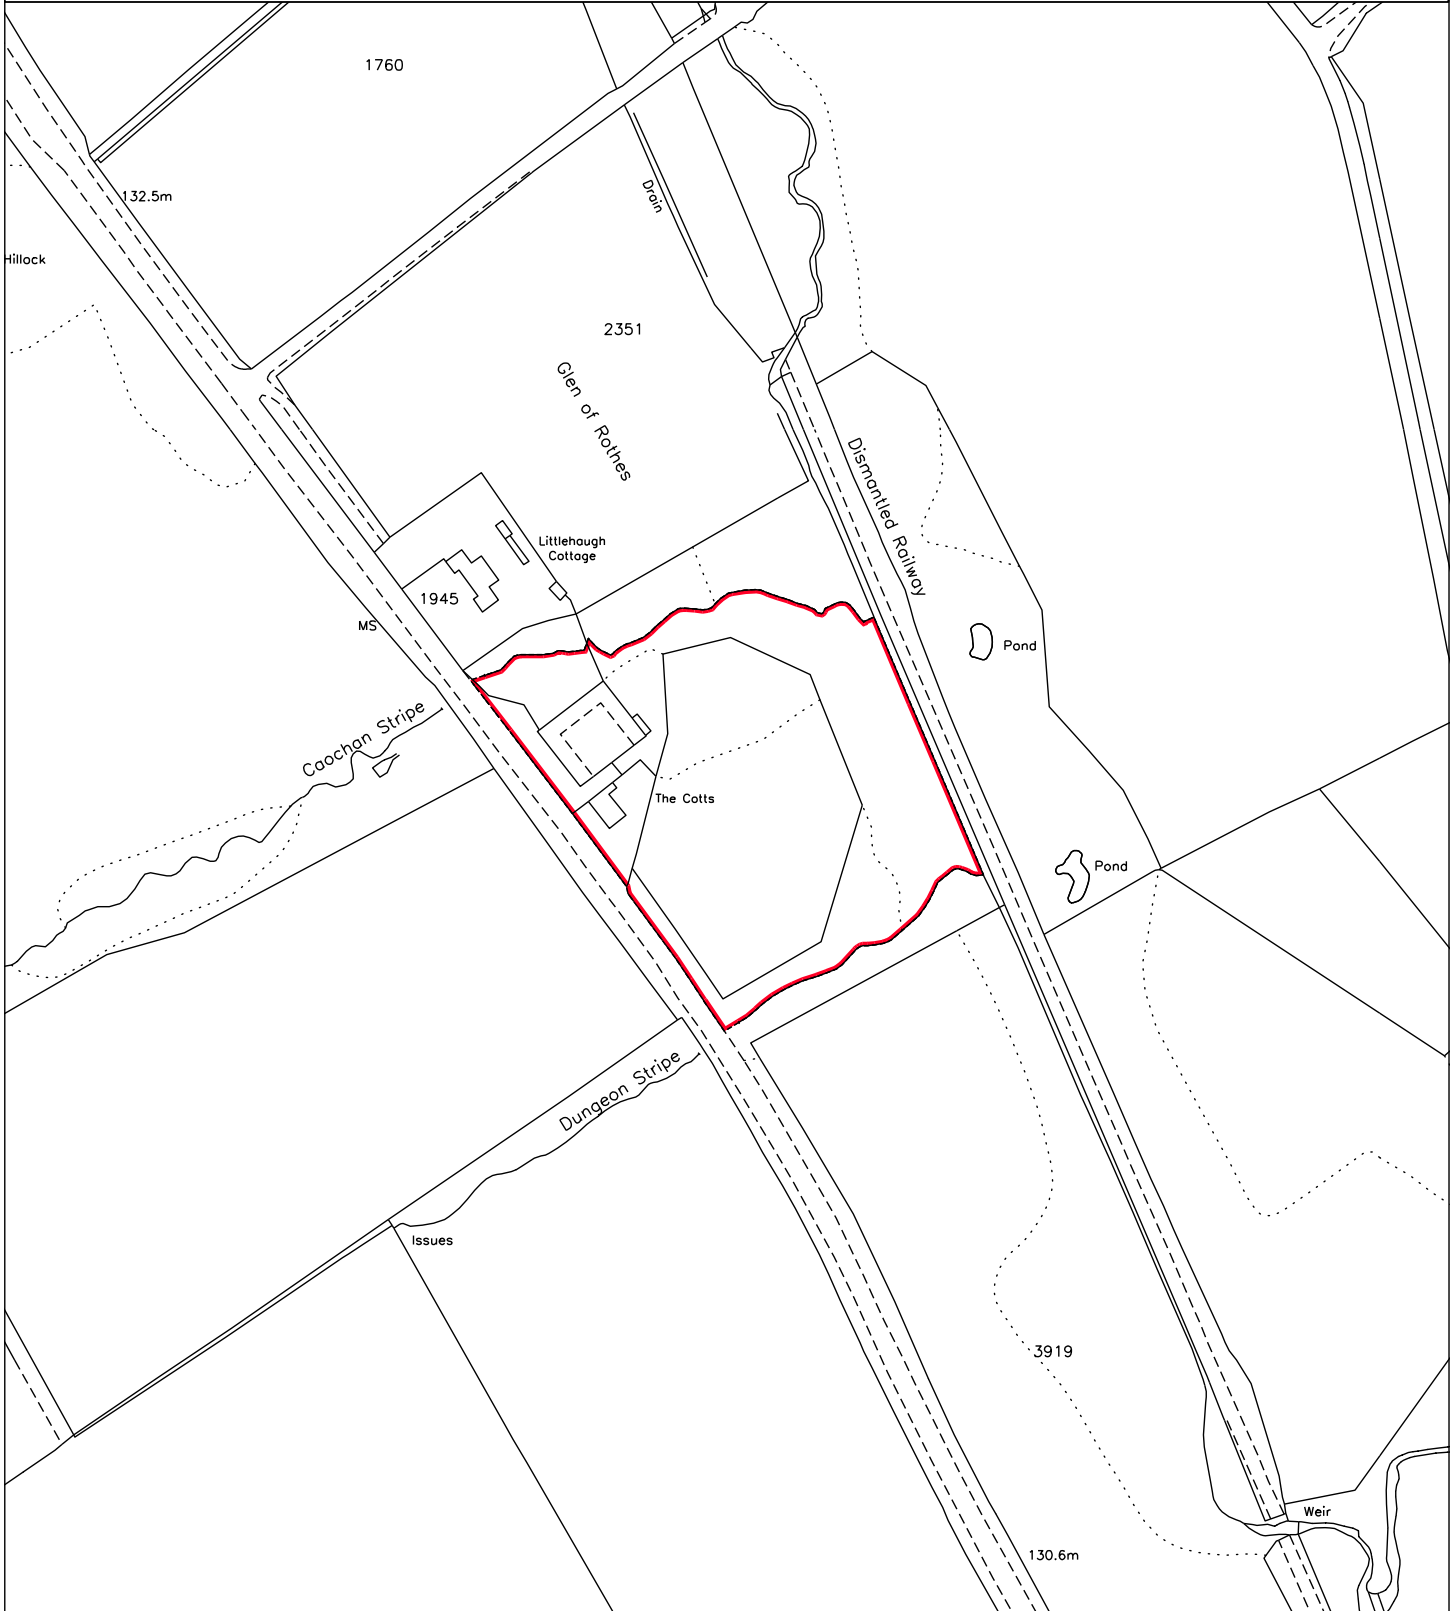 1760
132.5m
Drain
Hillock
2351
Glen of Rothes
Dismantled Railway
Littlehaugh
Cottage
1945
MS
Pond
Caochan Stripe
The Cotts
Pond
Dungeon Stripe
Issues
3919
Weir
130.6m